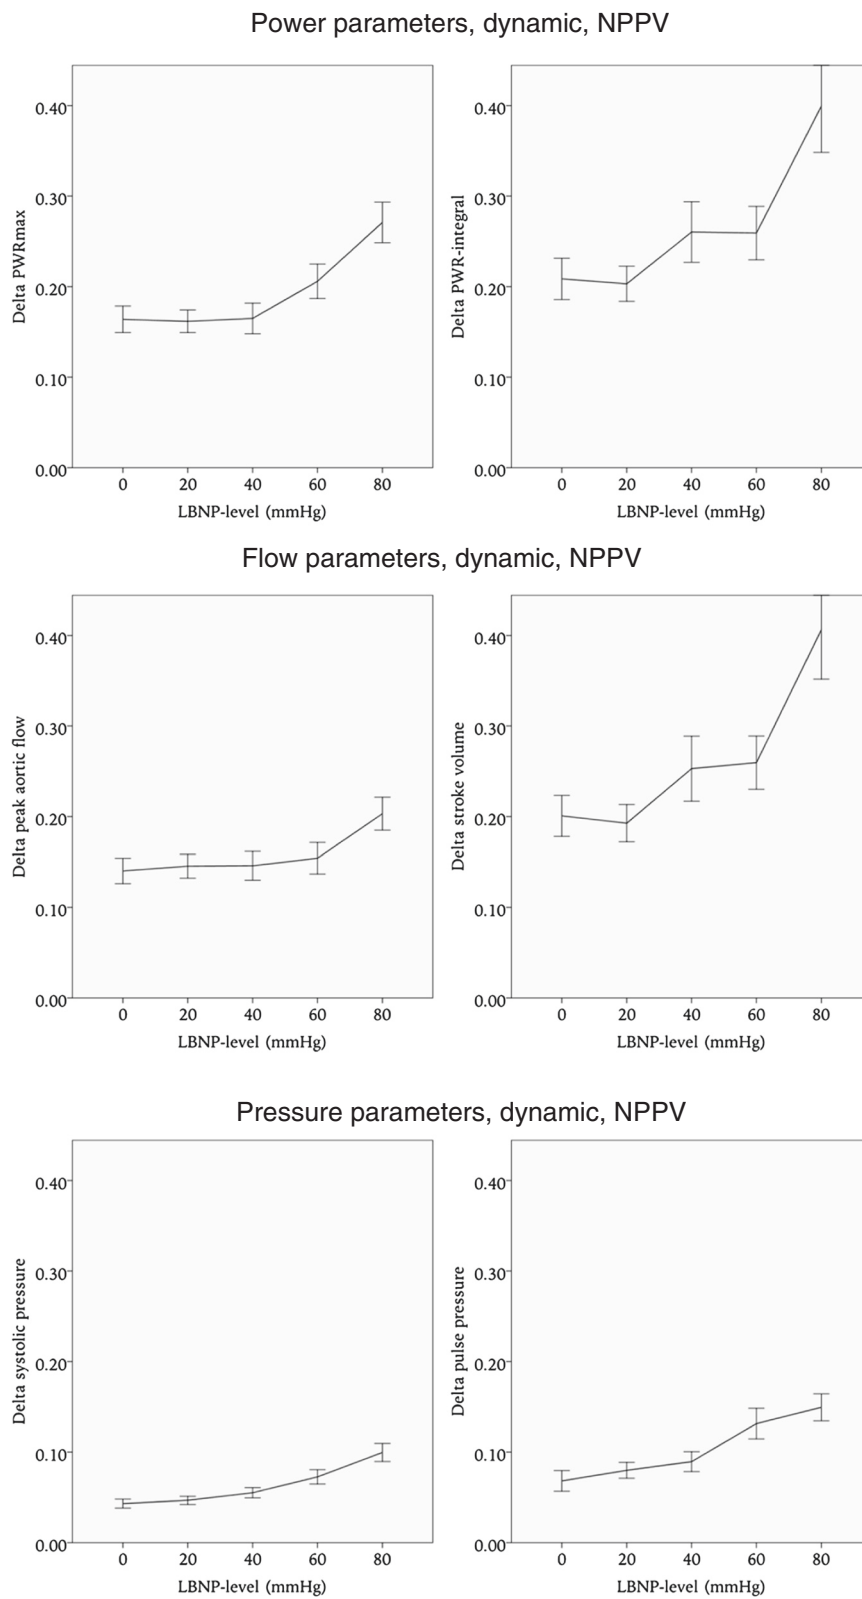 Power parameters, dynamic, NPPV
Delta PWRmax
0.40
0.30
0.20
0.10
0.00
0 20 40 60 80
LBNP-level (mmHg)
Delta PWR-integral
0.40
0.30
0.20
0.10
0.00
0 20 40 60 80
LBNP-level (mmHg)
Flow parameters, dynamic, NPPV
Delta peak aortic flow
0.40
0.30
0.20
0.10
0.00
0 20 40 60 80
LBNP-level (mmHg)
Delta stroke volume
0.40
0.30
0.20
0.10
0.00
0 20 40 60 80
LBNP-level (mmHg)
Pressure parameters, dynamic, NPPV
Delta systolic pressure
0.40
0.30
0.20
0.10
0.00
0 20 40 60 80
LBNP-level (mmHg)
Delta pulse pressure
0.40
0.30
0.20
0.10
0.00
0 20 40 60 80
LBNP-level (mmHg)